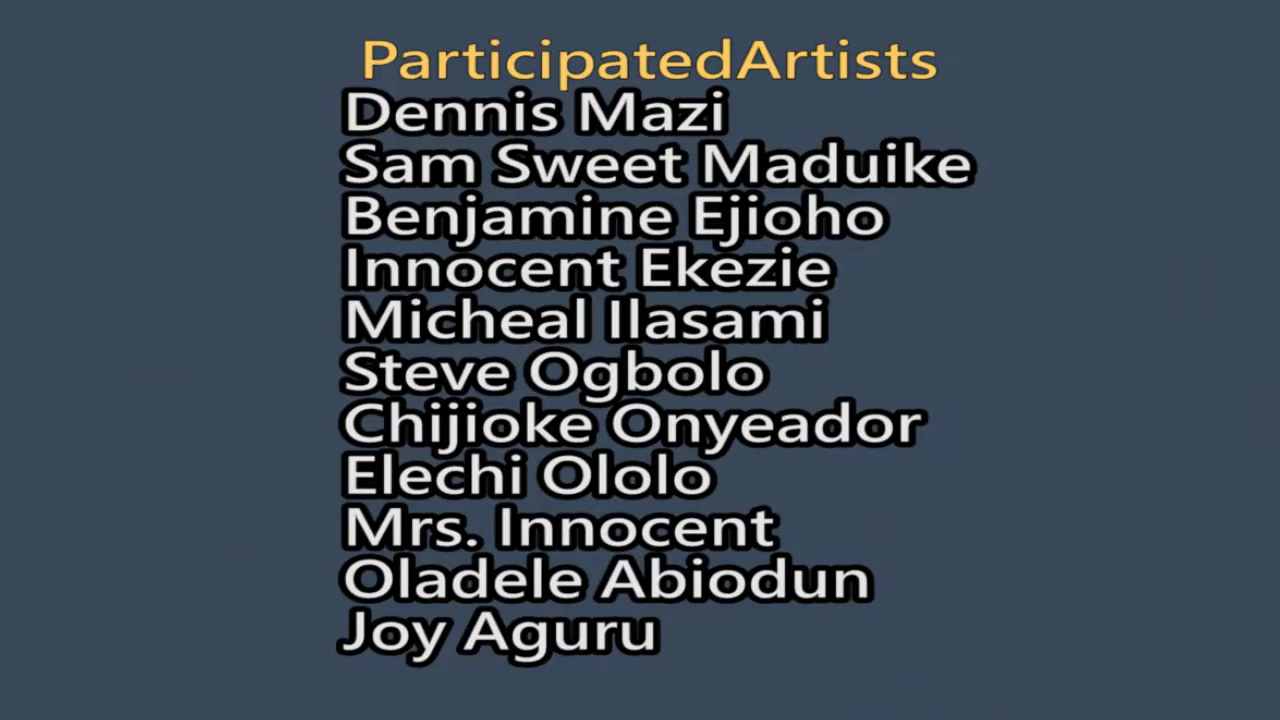 ParticipatedArtists
Dennis Mazi
Sam Sweet Maduike
Benjamine Ejioho
Innocent Ekezie
Micheal Ilasami
Steve Ogbolo
Chijioke Onyeador
Elechi Ololo
Mrs. Innocent
Oladele Abiodun
Joy Aguru